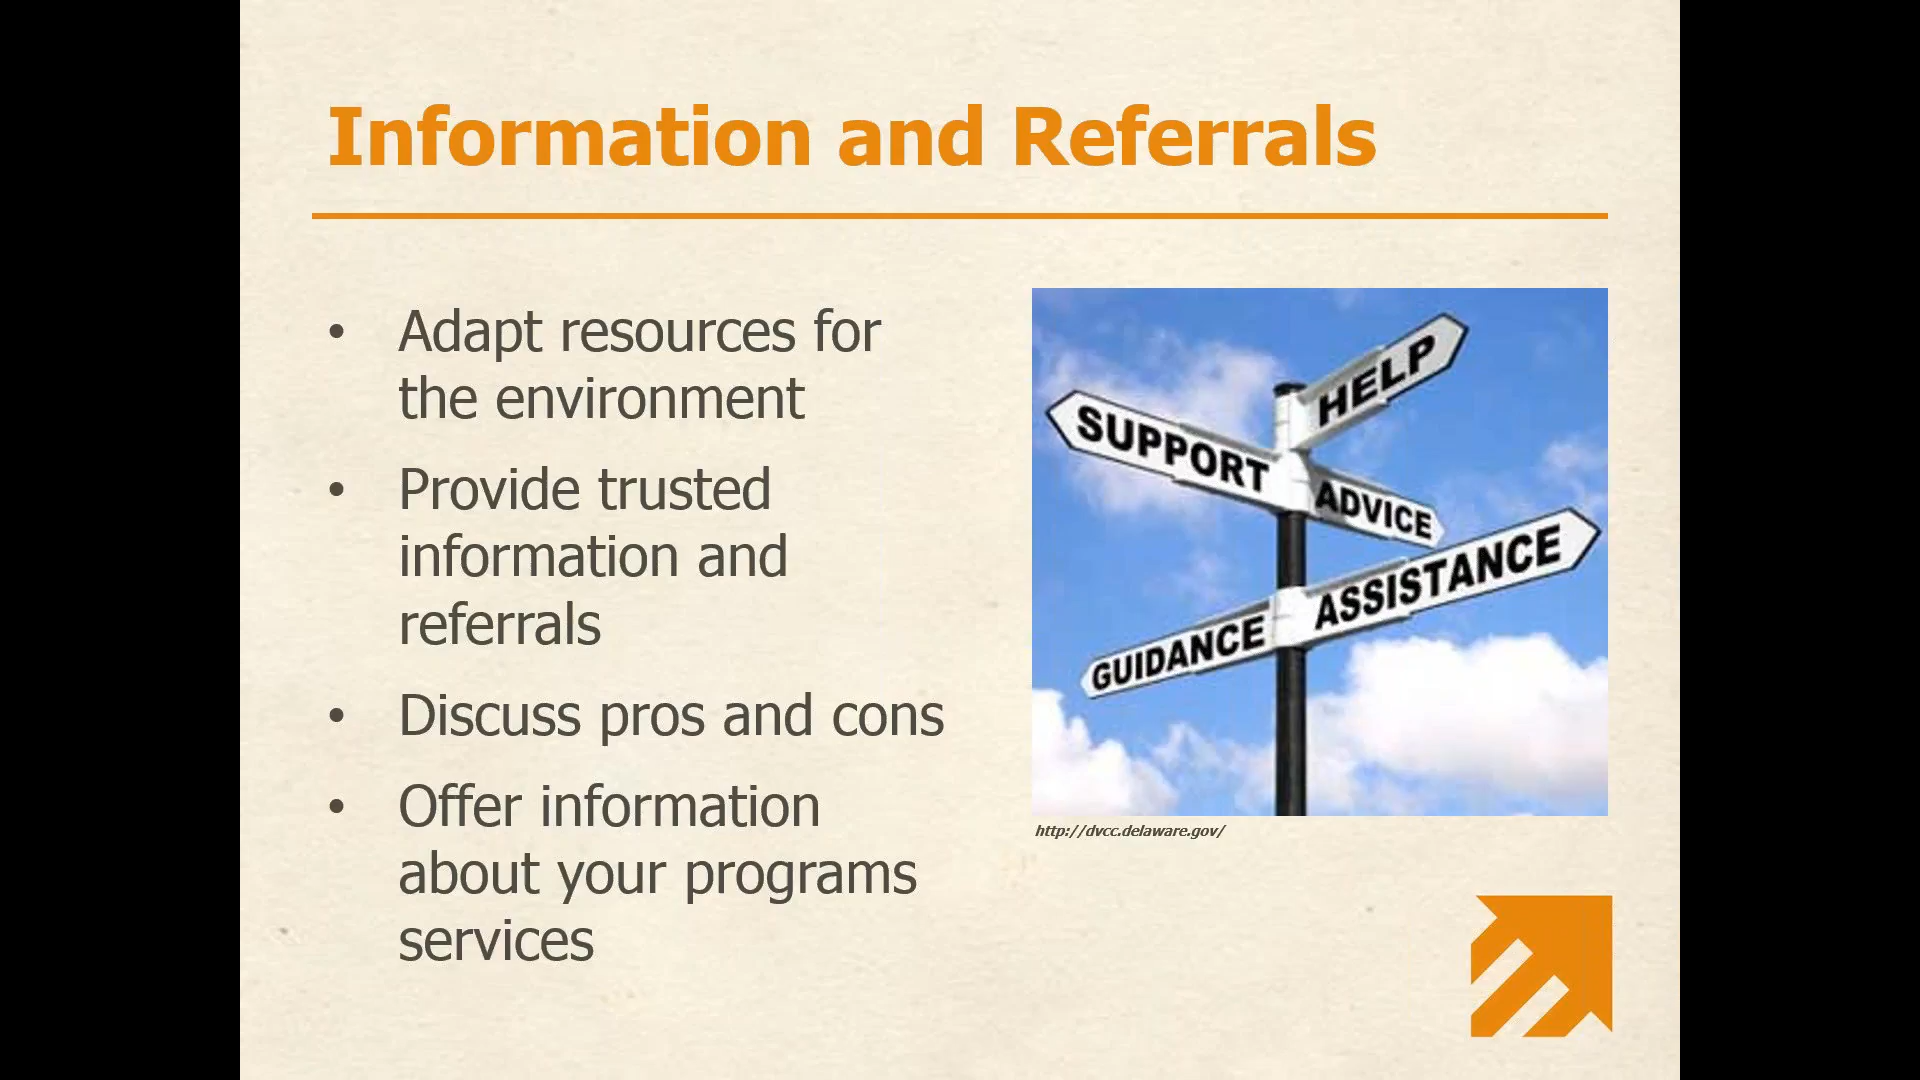 Information and Referrals
• Adapt resources for
the environment
• Provide trusted
information and
referrals
• Discuss pros and cons
• Offer information
about your programs
services
HELP
SUPPORT
ADVICE
ASSISTANCE
GUIDANCE
http://dvcc.delaware.gov/